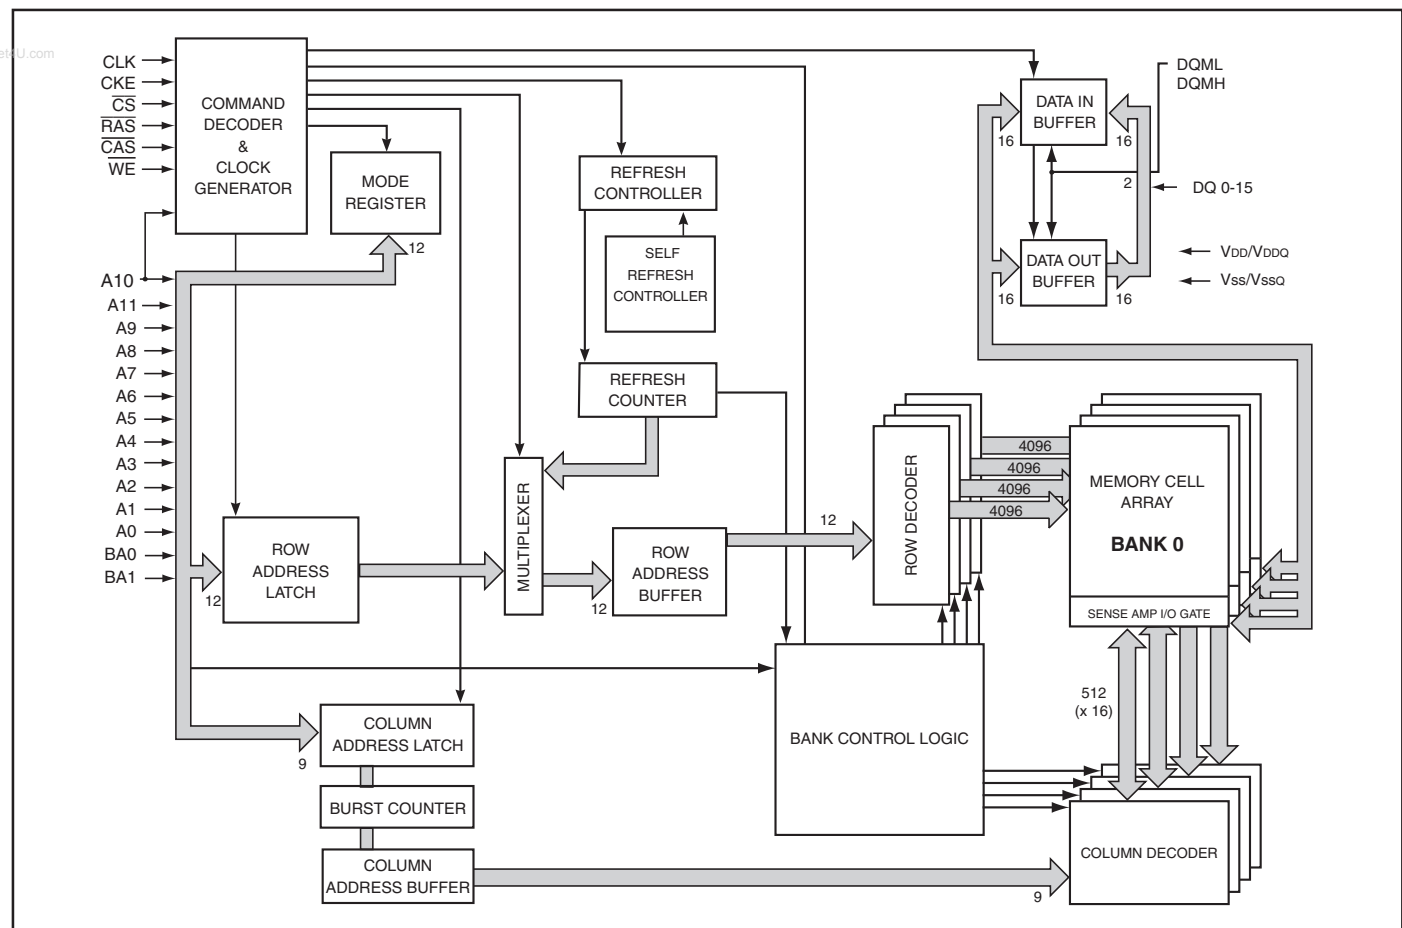 et4U.com
CLK
CKE
CS
RAS
CAS
WE
A10
A11
A9
A8
A7
A6
A5
A4
A3
A2
A1
A0
BA0
BA1
COMMAND
DECODER
&
CLOCK
GENERATOR
MODE
REGISTER
12
REFRESH
CONTROLLER
SELF
REFRESH
CONTROLLER
REFRESH
COUNTER
DATA IN
BUFFER
16
16
DQML
DQMH
2
DQ 0-15
DATA OUT
BUFFER
16
16
VDD/VDDQ
Vss/VssQ
12
ROW
ADDRESS
LATCH
MULTIPLEXER
12
ROW
ADDRESS
BUFFER
12
ROW DECODER
4096
4096
4096
4096
MEMORY CELL
ARRAY
BANK 0
SENSE AMP I/O GATE
512
(x 16)
BANK CONTROL LOGIC
9
COLUMN
ADDRESS LATCH
BURST COUNTER
COLUMN
ADDRESS BUFFER
9
COLUMN DECODER